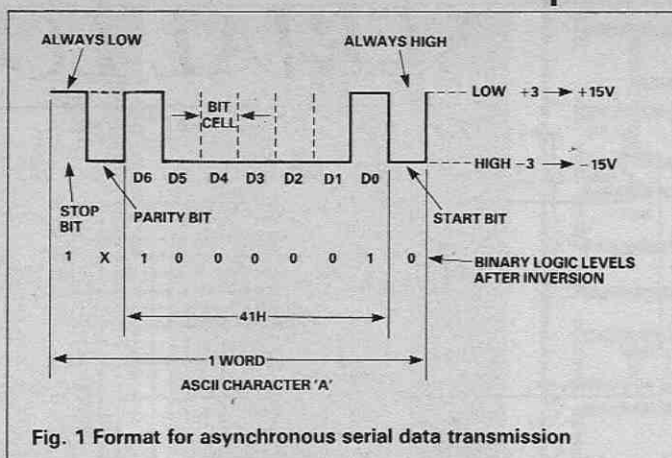 ALWAYS LOW
ALWAYS HIGH
BIT
CELL
LOW +3 → +15V
HIGH -3 → -15V
D6 D5 D4 D3 D2 D1 D0
STOP
BIT
PARITY BIT
START BIT
1 X 1 0 0 0 0 0 1 0
BINARY LOGIC LEVELS
AFTER INVERSION
41H
1 WORD
ASCII CHARACTER 'A'
Fig. 1 Format for asynchronous serial data transmission